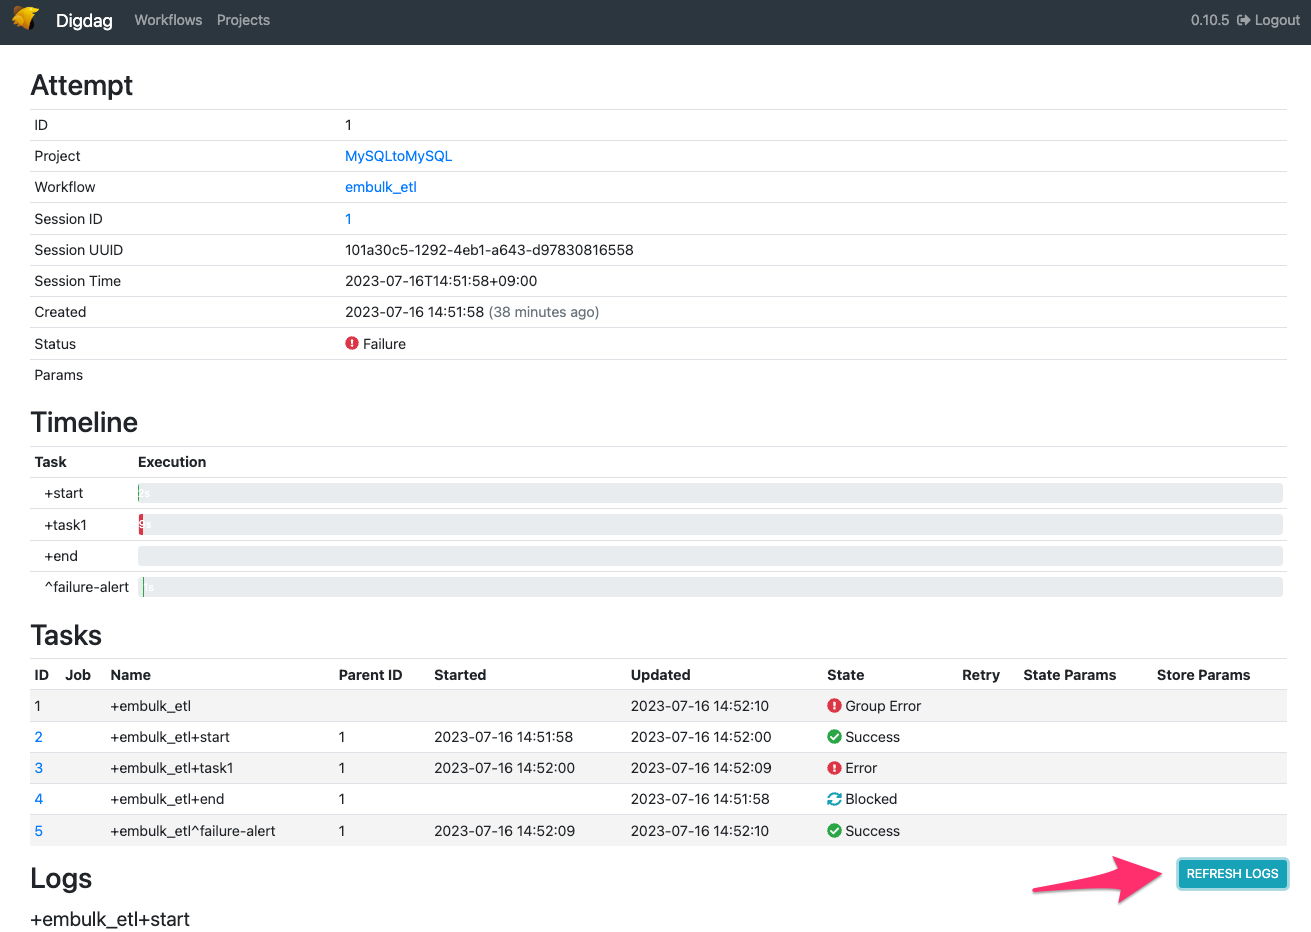 Digdag Workflows Projects 0.10.5 Logout
Attempt
ID 1
Project MySQLtoMySQL
Workflow embulk_etl
Session ID 1
Session UUID 101a30c5-1292-4eb1-a643-d97830816558
Session Time 2023-07-16T14:51:58+09:00
Created 2023-07-16 14:51:58 (38 minutes ago)
Status Failure
Params
Timeline
Task Execution
+start 2s
+task1
+end
^failure-alert
Tasks
ID Job Name Parent ID Started Updated State Retry State Params Store Params
1 +embulk_etl 2023-07-16 14:52:10 Group Error
2 +embulk_etl+start 1 2023-07-16 14:51:58 2023-07-16 14:52:00 Success
3 +embulk_etl+task1 1 2023-07-16 14:52:00 2023-07-16 14:52:09 Error
4 +embulk_etl+end 1 2023-07-16 14:51:58 Blocked
5 +embulk_etl^failure-alert 1 2023-07-16 14:52:09 2023-07-16 14:52:10 Success
Logs REFRESH LOGS
+embulk_etl+start